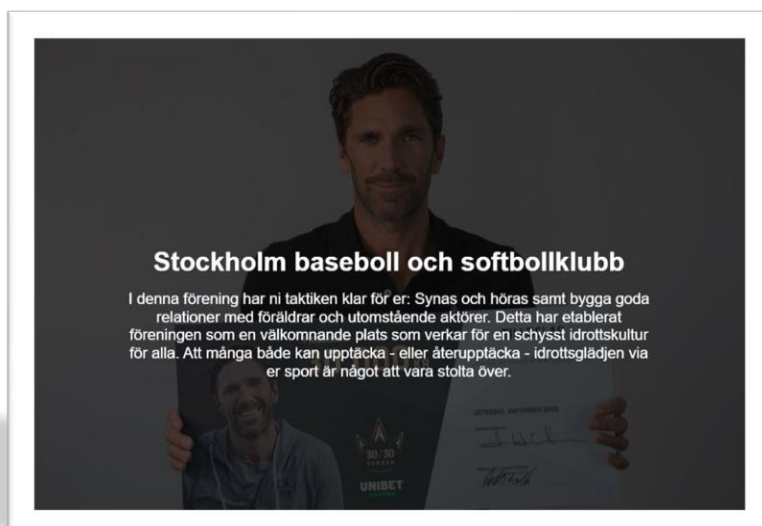 Stockholm baseboll och softbollklubb
I denna förening har ni taktiken klar för er: Synas och höras samt bygga goda
relationer med föräldrar och utomstående aktörer. Detta har etablerat
föreningen som en välkommande plats som verkar för en schysst idrottskultur
för alla. Att många både kan upptäcka - eller återupptäcka - idrottsglädjen via
er sport är något att vara stolta över.
GÖTEBORG, SEPTEMBER
30/30
UNIBET